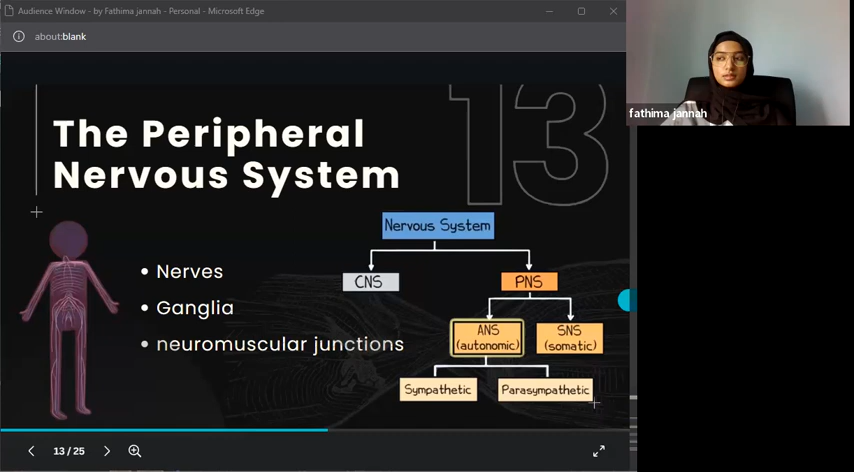 Audience Window - by Fathima jannah - Personal - Microsoft Edge
about:blank
fathima jannah
13
The Peripheral
Nervous System
Nervous System
CNS
PNS
Nerves
Ganglia
neuromuscular junctions
ANS
(autonomic)
SNS
(somatic)
Sympathetic
Parasympathetic
13 / 25